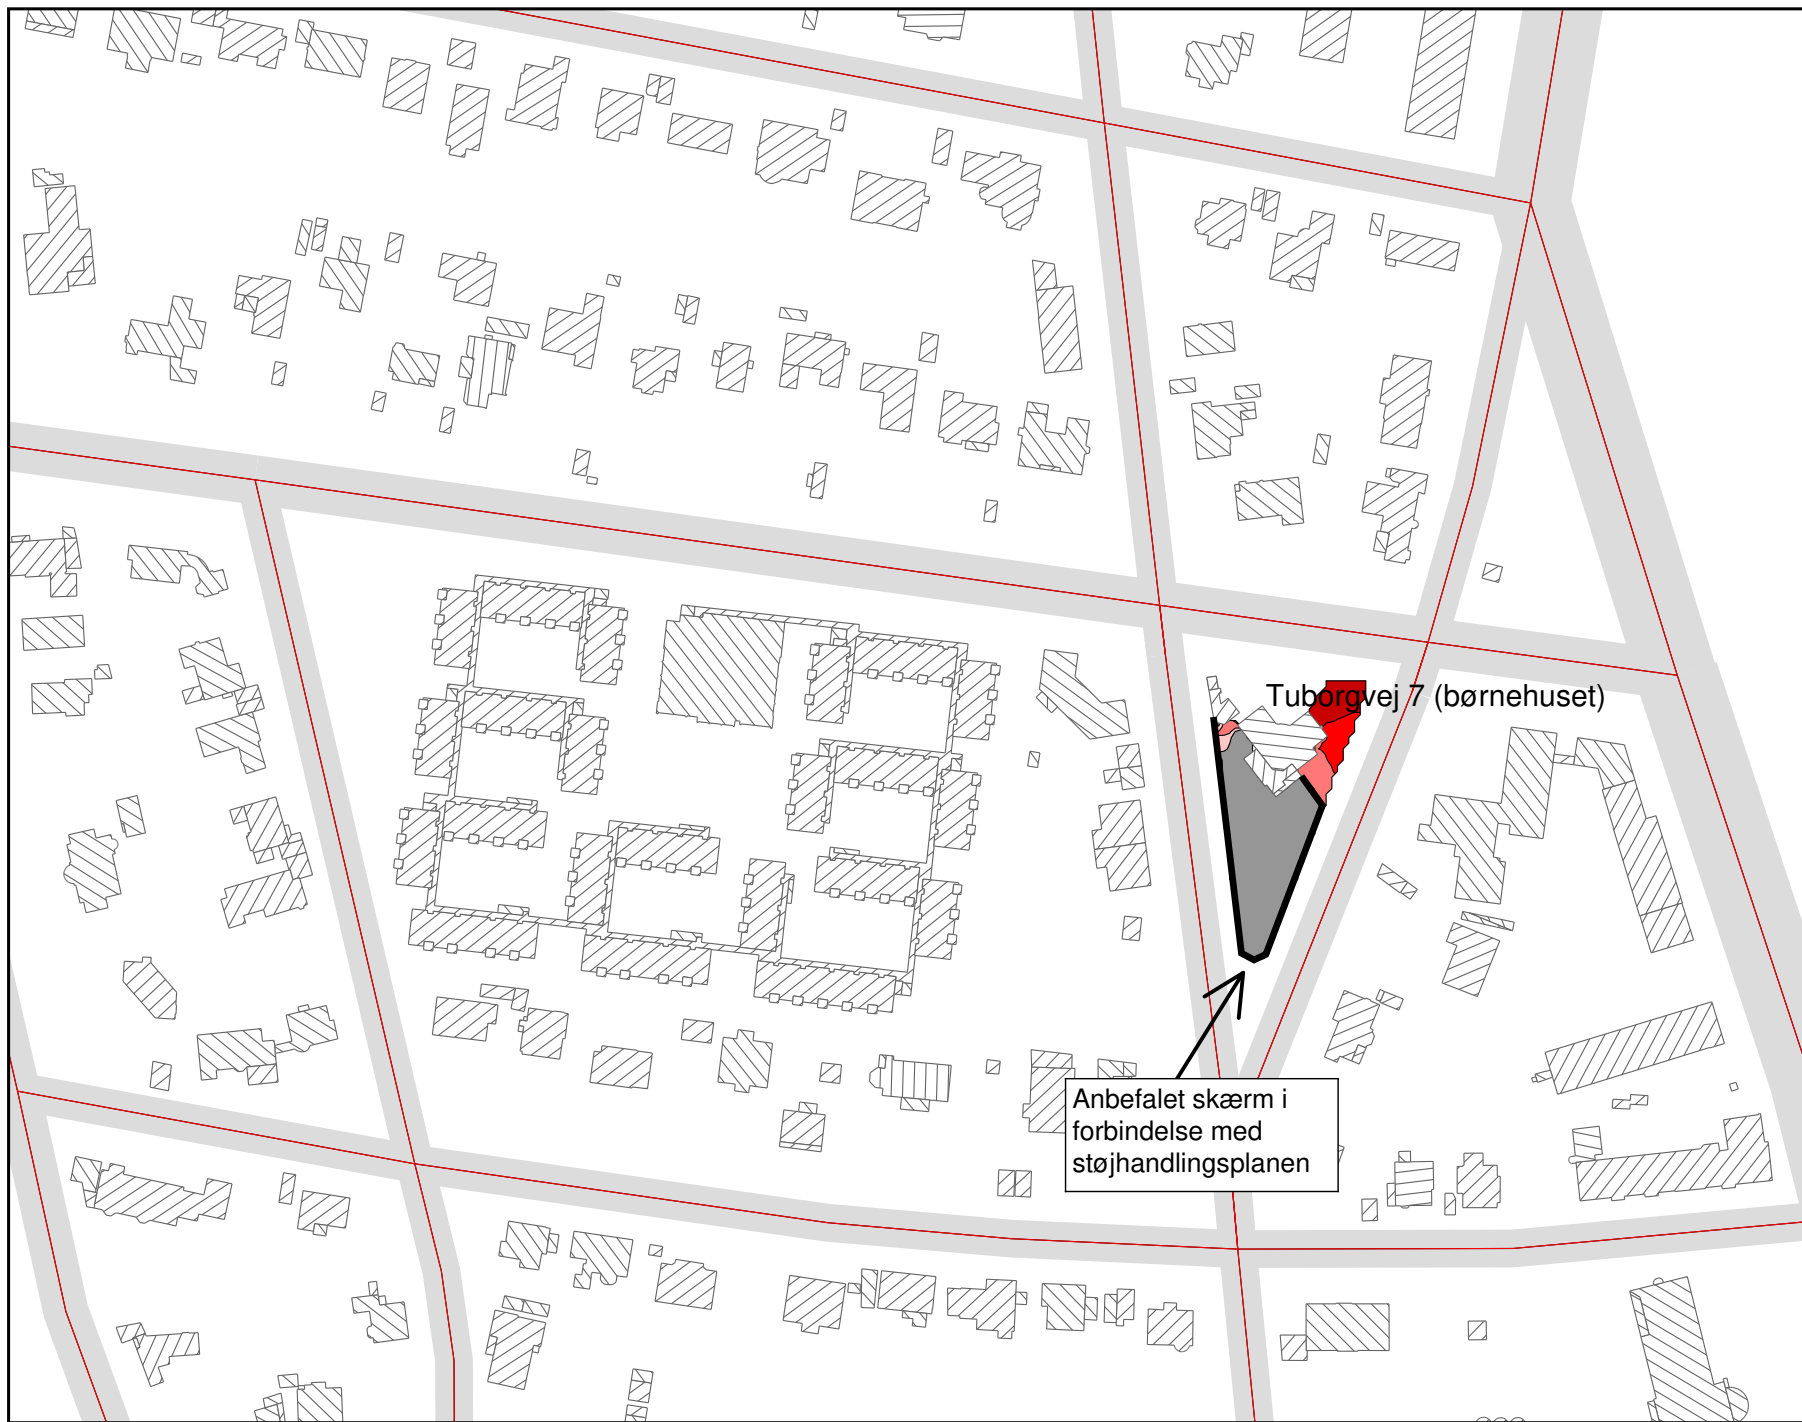 Tuborgvej 7 (børnehuset)
Anbefalet skærm i
forbindelse med
støjhandlingsplanen